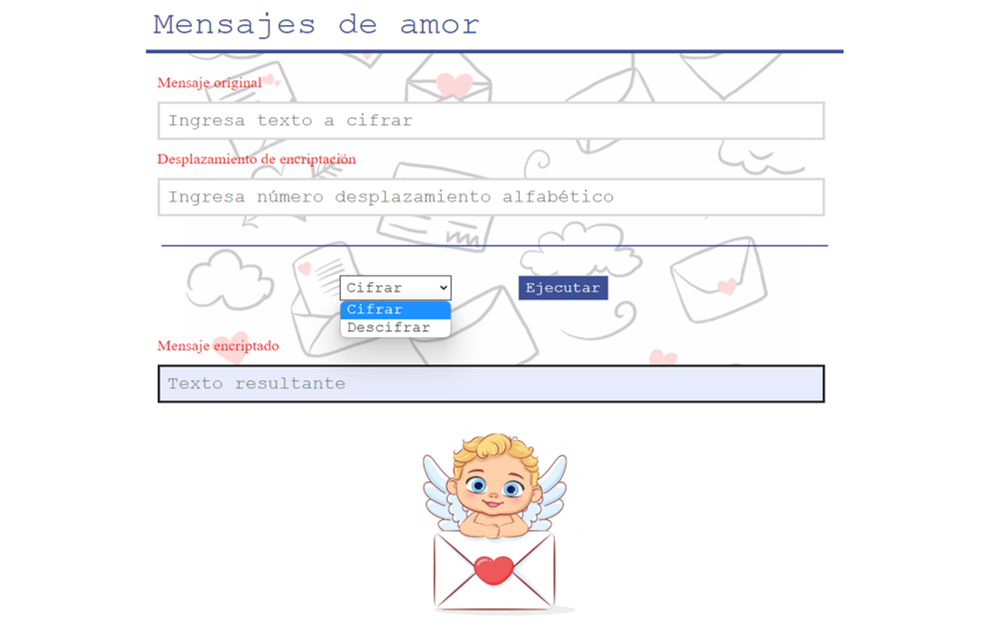 Mensajes de amor
Mensaje original
Ingresa texto a cifrar
Desplazamiento de encriptación
Ingresa número desplazamiento alfabético
Cifrar Ejecutar
Cifrar
Descifrar
Mensaje encriptado
Texto resultante